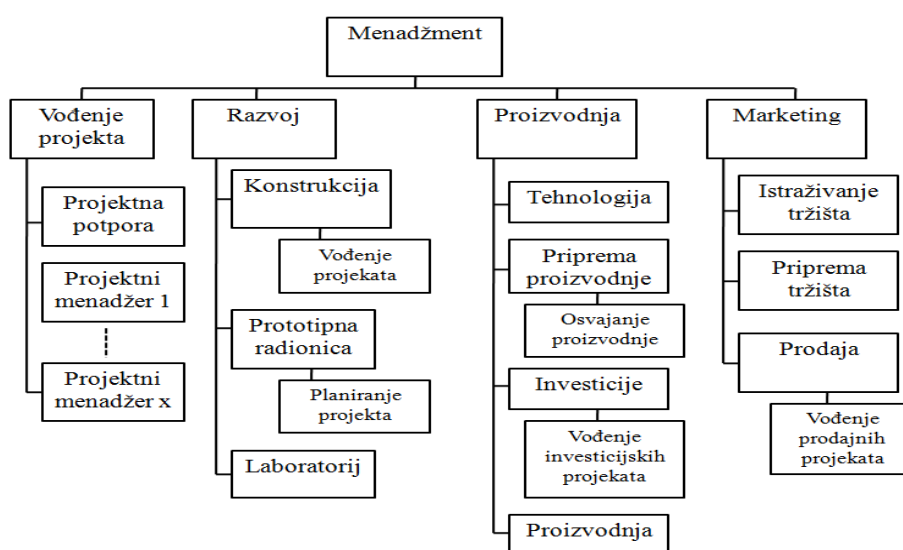 Menadžment
Vođenje
projekta
Razvoj
Proizvodnja
Marketing
Projektna
potpora
Projektni
menadžer 1
Projektni
menadžer x
Konstrukcija
Vođenje
projekata
Prototipna
radionica
Planiranje
projekta
Laboratorij
Tehnologija
Priprema
proizvodnje
Osvajanje
proizvodnje
Investicije
Vođenje
investicijskih
projekata
Proizvodnja
Istraživanje
tržišta
Priprema
tržišta
Prodaja
Vođenje
prodajnih
projekata